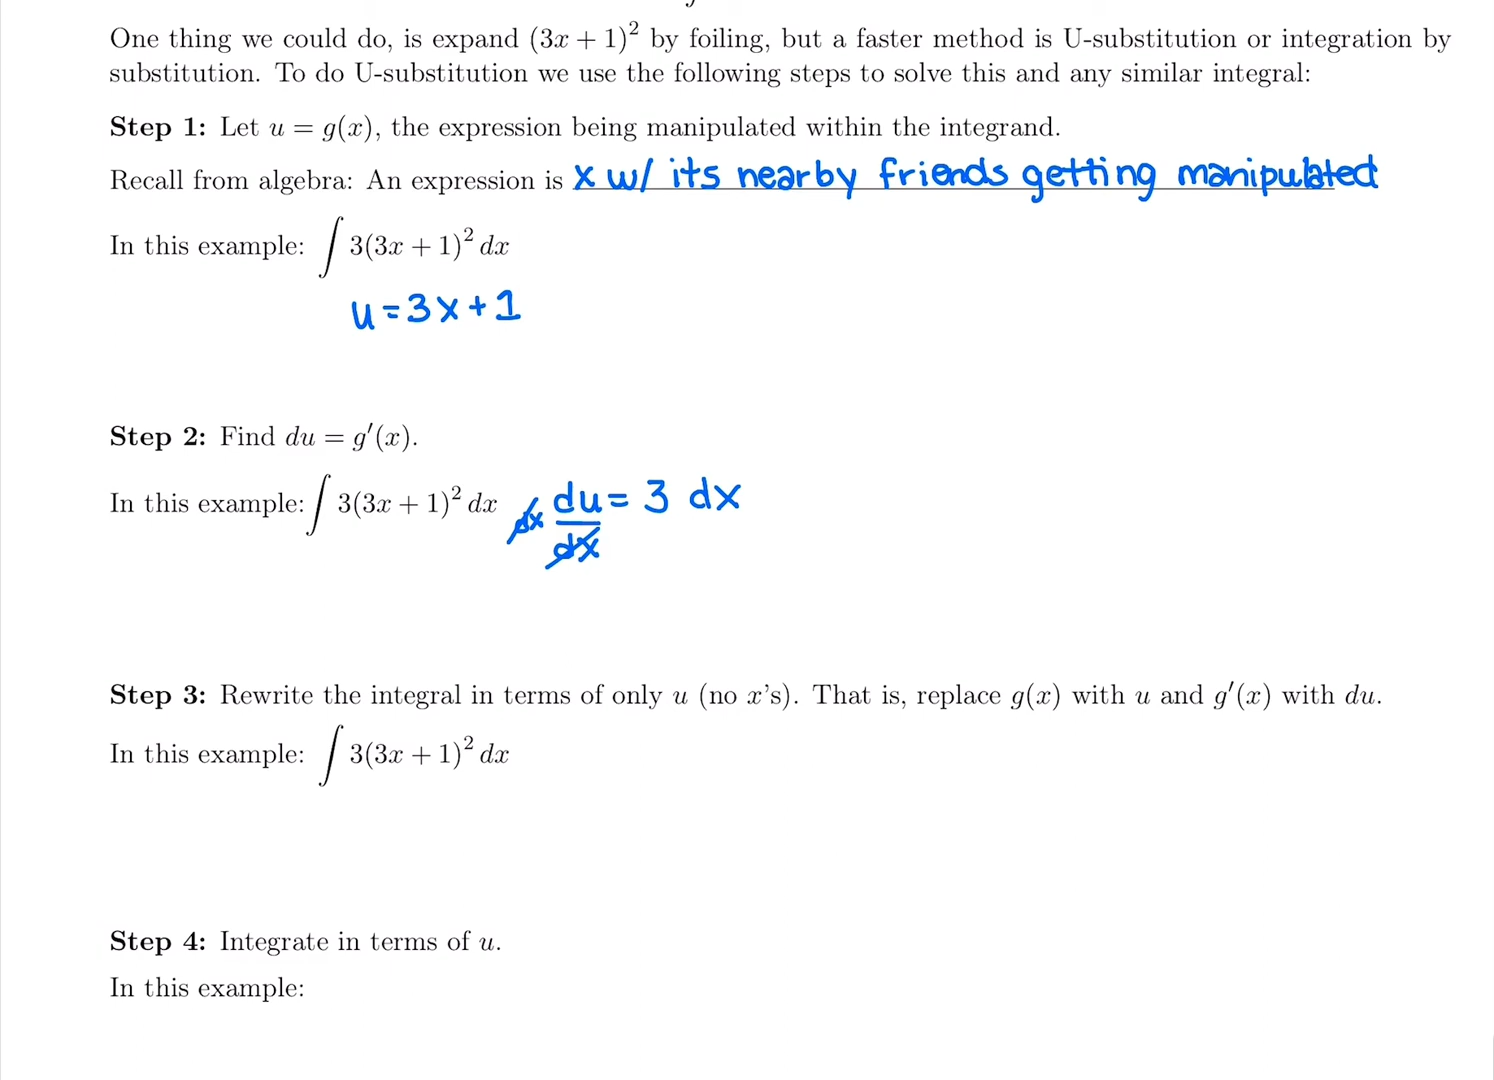 One thing we could do, is expand (3x + 1)² by foiling, but a faster method is U-substitution or integration by
substitution. To do U-substitution we use the following steps to solve this and any similar integral:
Step 1: Let u = g(x), the expression being manipulated within the integrand.
Recall from algebra: An expression is x w/ its nearby friends getting manipulated
In this example: ∫ 3(3x + 1)² dx
u = 3x + 1
Step 2: Find du = g′(x).
In this example: ∫ 3(3x + 1)² dx dx du/dx = 3 dx
Step 3: Rewrite the integral in terms of only u (no x's). That is, replace g(x) with u and g′(x) with du.
In this example: ∫ 3(3x + 1)² dx
Step 4: Integrate in terms of u.
In this example: